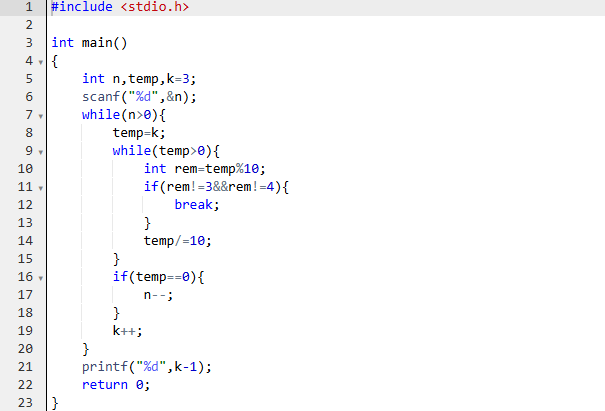 1 #include <stdio.h>
2
3 int main()
4 {
5     int n,temp,k=3;
6     scanf("%d",&n);
7     while(n>0){
8         temp=k;
9         while(temp>0){
10             int rem=temp%10;
11             if(rem!=3&&rem!=4){
12                 break;
13             }
14             temp/=10;
15         }
16         if(temp==0){
17             n--;
18         }
19         k++;
20     }
21     printf("%d",k-1);
22     return 0;
23 }